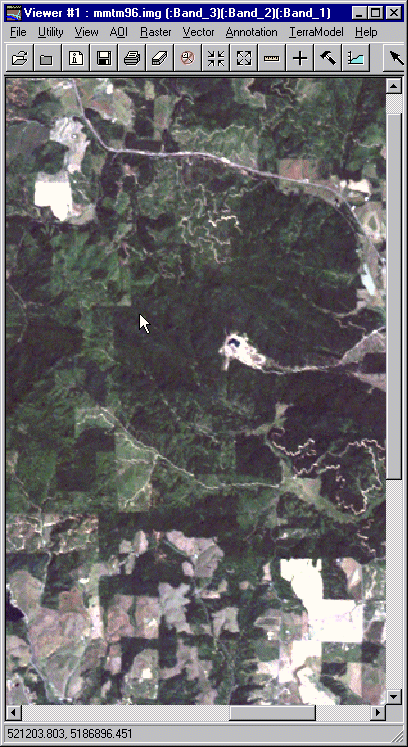 Viewer #1 : mmtm96.img (:Band_3)(:Band_2)(:Band_1)
File Utility View AOI Raster Vector Annotation TerraModel Help
521203.803, 5186896.451